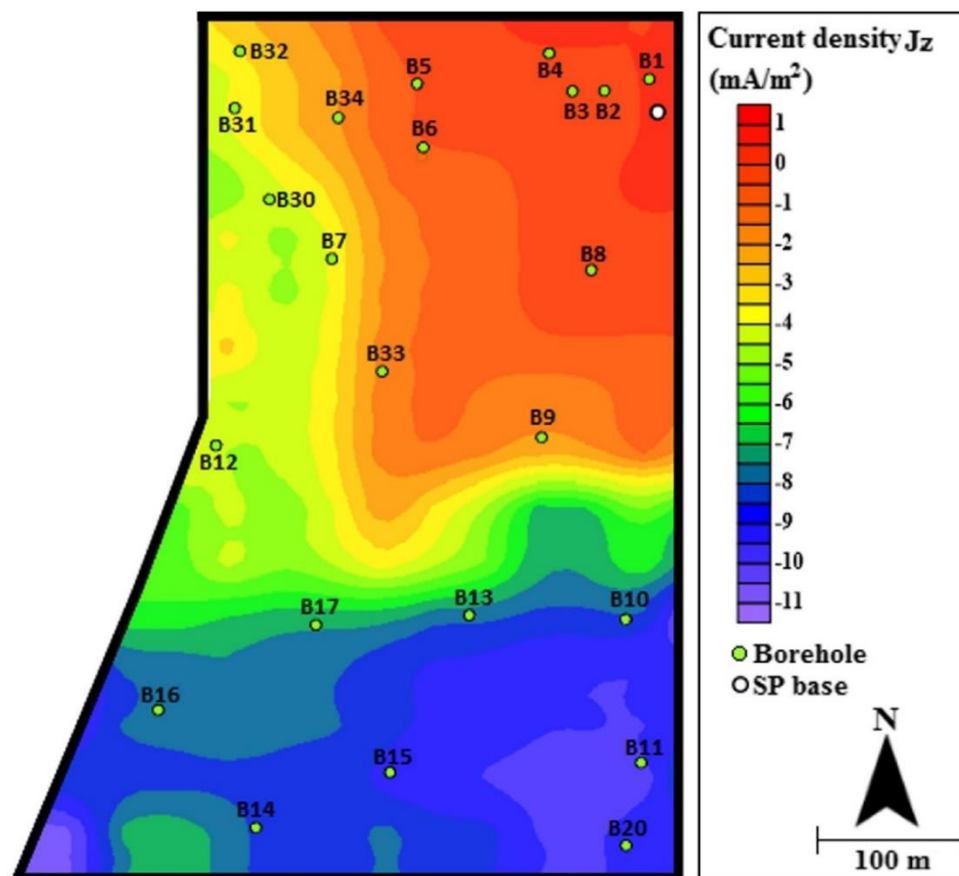 B32
B5
B4
B1
B34
B31
B3
B2
B6
B30
B7
B8
B33
B9
B12
B17
B13
B10
B16
B15
B11
B14
B20
Current density Jz
(mA/m²)
1
0
-1
-2
-3
-4
-5
-6
-7
-8
-9
-10
-11
Borehole
SP base
N
100 m